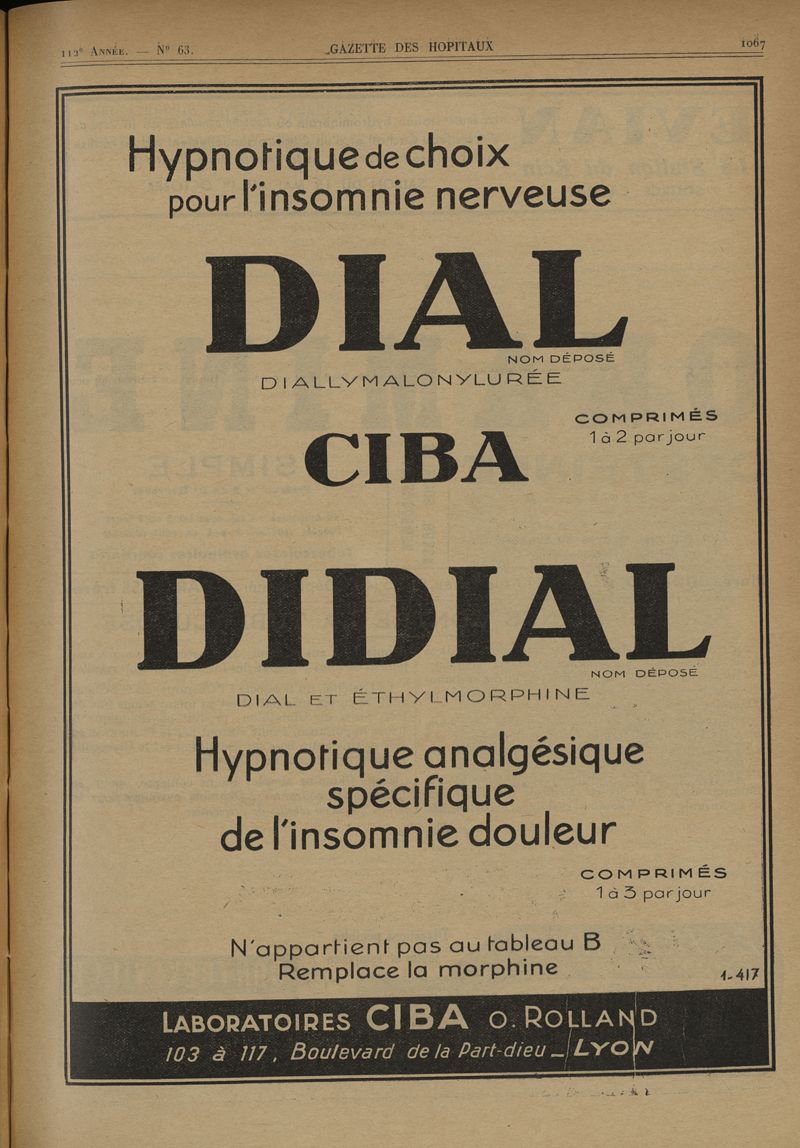 112e ANNÉE. — No 63.
GAZETTE DES HOPITAUX
1067
Hypnotique de choix
pour l'insomnie nerveuse
DIAL
NOM DÉPOSÉ
DIALLYMALONYLURÉE
COMPRIMÉS
1 à 2 par jour
CIBA
DIDIAL
NOM DÉPOSÉ
DIAL ET ÉTHYLMORPHINE
Hypnotique analgésique
spécifique
de l'insomnie douleur
COMPRIMÉS
1 à 3 par jour
N'appartient pas au tableau B
Remplace la morphine
1-417
LABORATOIRES CIBA O. ROLLAND
103 à 117, Boulevard de la Part-dieu _ LYON